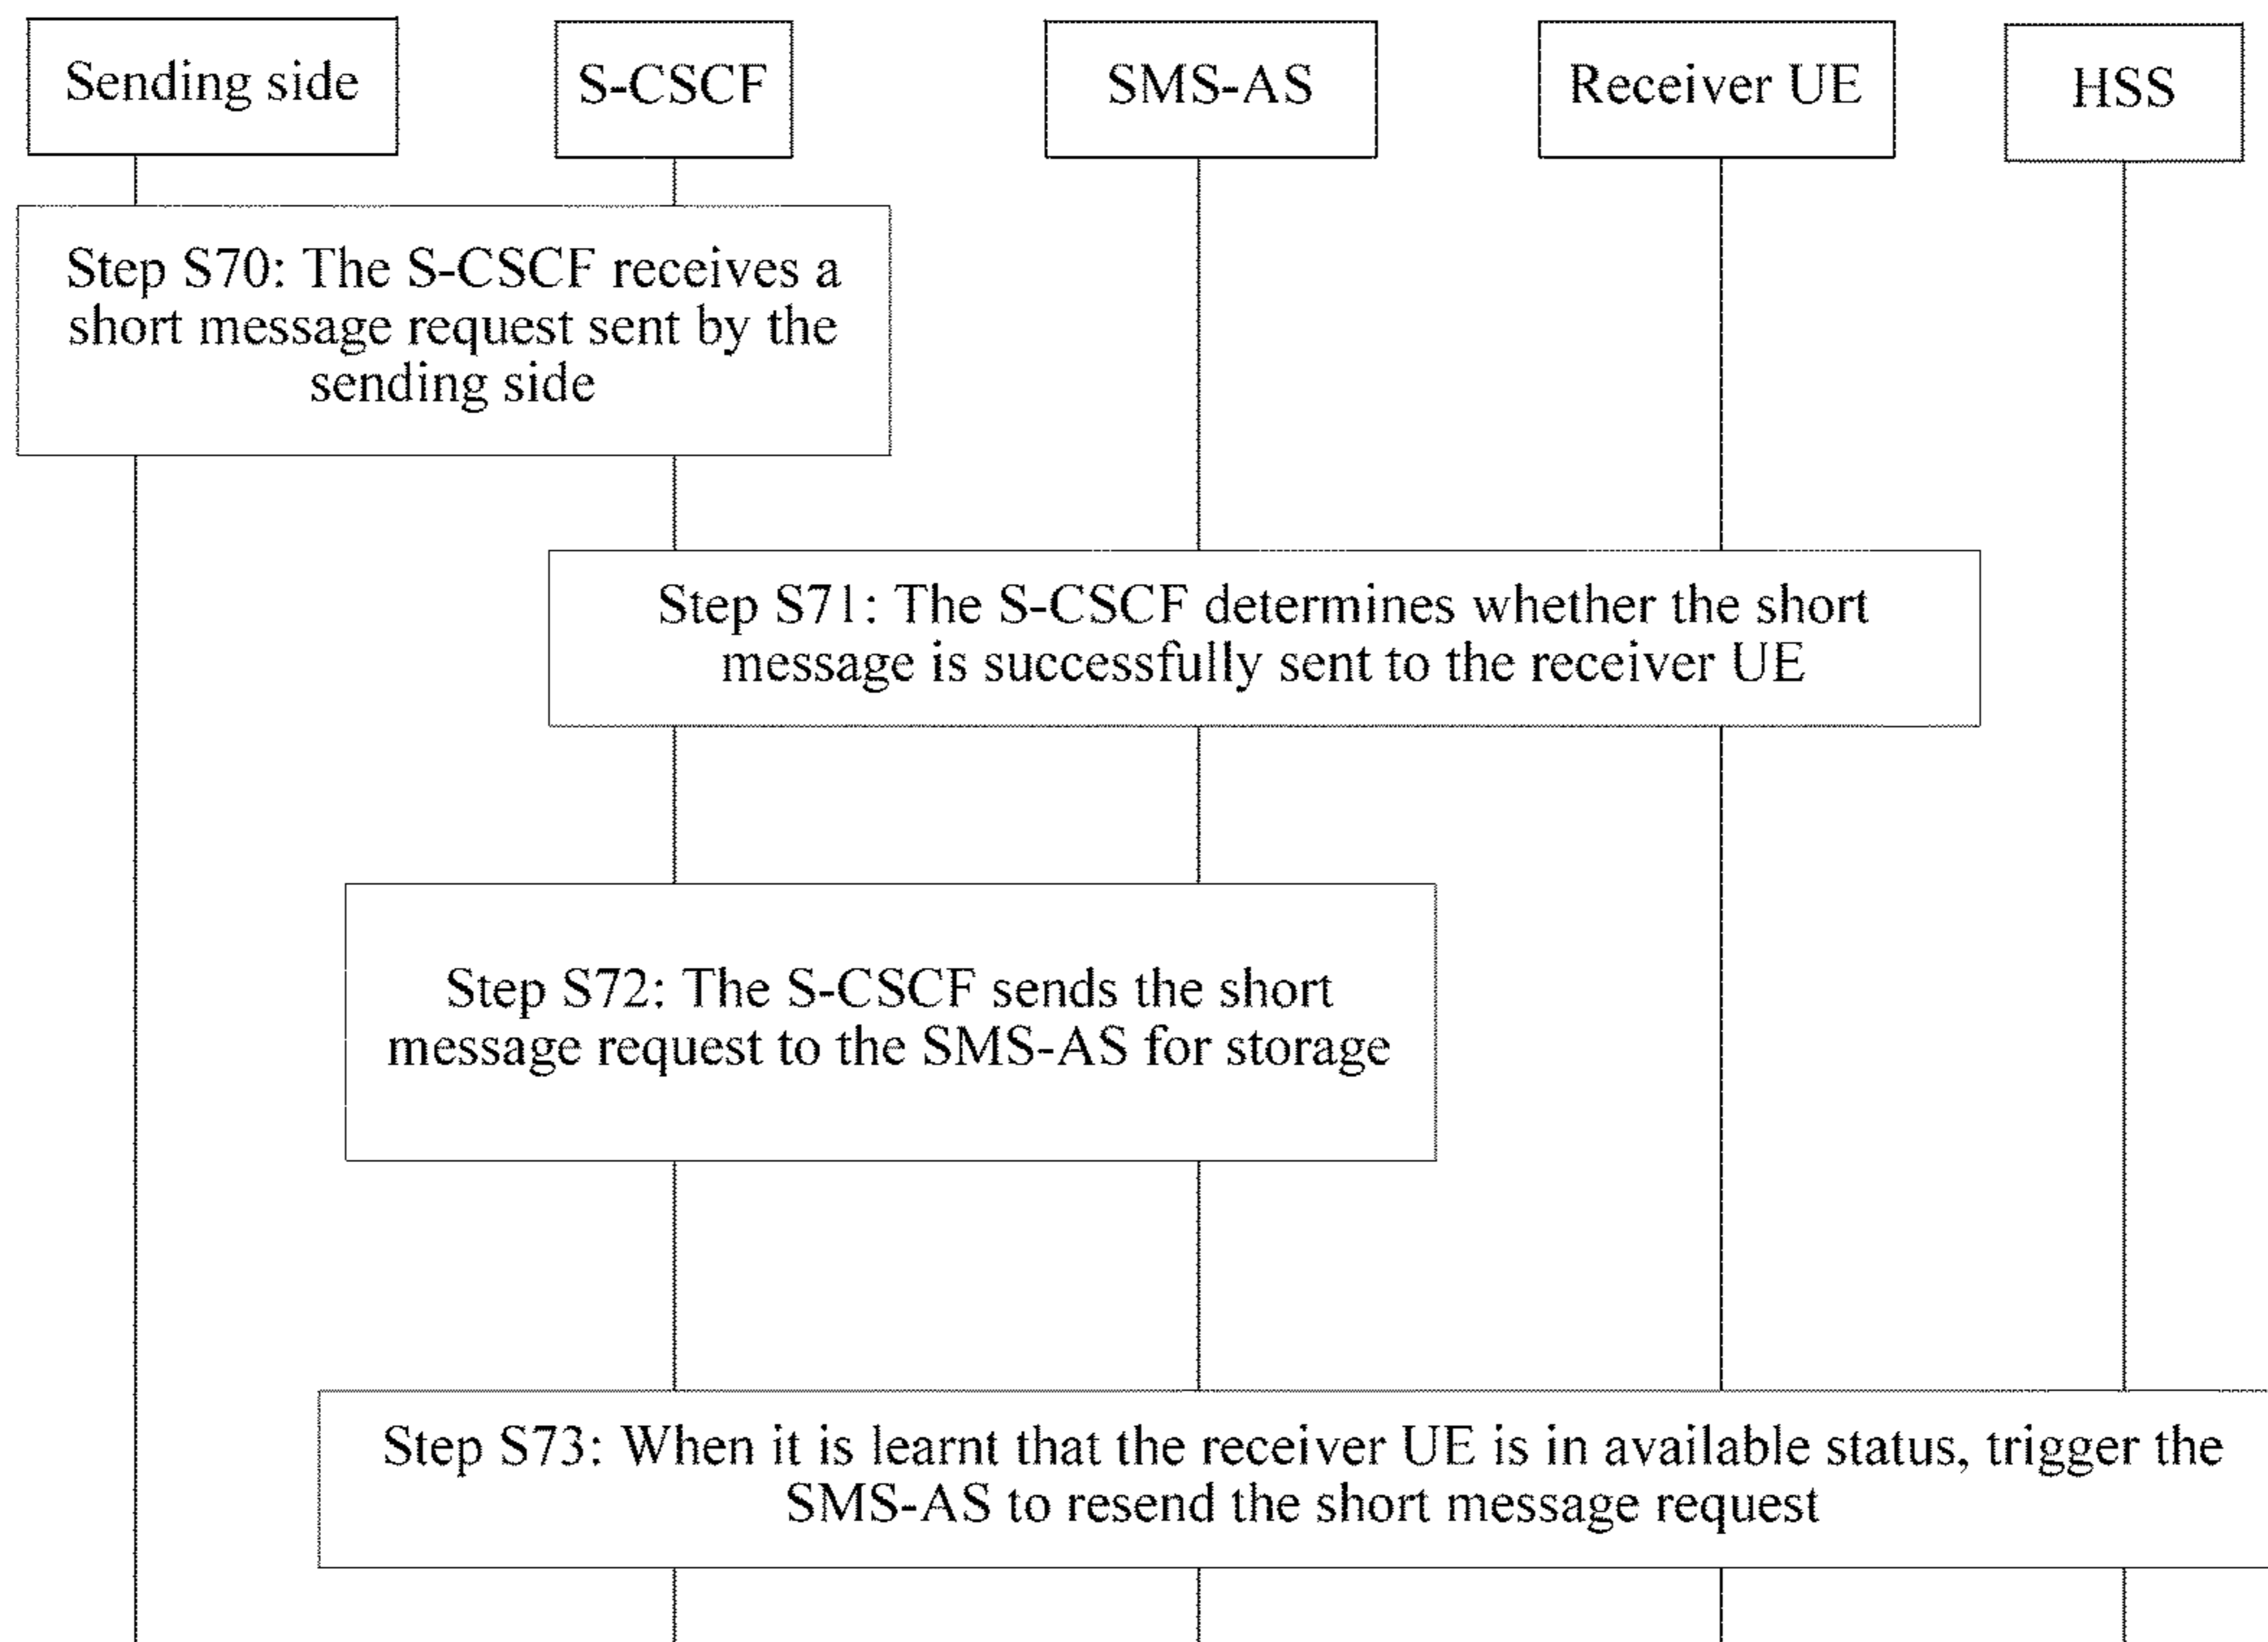 Sending side
S-CSCF
SMS-AS
Receiver UE
HSS
Step S70: The S-CSCF receives a
short message request sent by the
sending side
Step S71: The S-CSCF determines whether the short
message is successfully sent to the receiver UE
Step S72: The S-CSCF sends the short
message request to the SMS-AS for storage
Step S73: When it is learnt that the receiver UE is in available status, trigger the
SMS-AS to resend the short message request